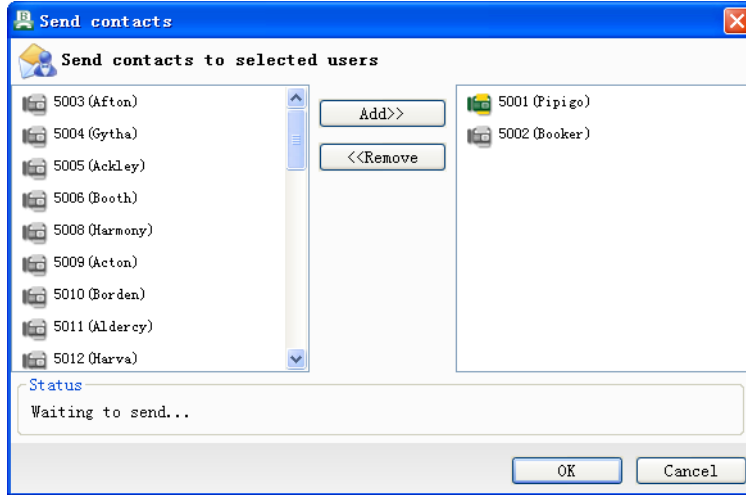 Send contacts
Send contacts to selected users
5003 (Afton)
5004 (Gytha)
5005 (Ackley)
5006 (Booth)
5008 (Harmony)
5009 (Acton)
5010 (Borden)
5011 (Aldercy)
5012 (Harva)
Add>>
<<Remove
5001 (Pipigo)
5002 (Booker)
Status
Waiting to send...
OK
Cancel